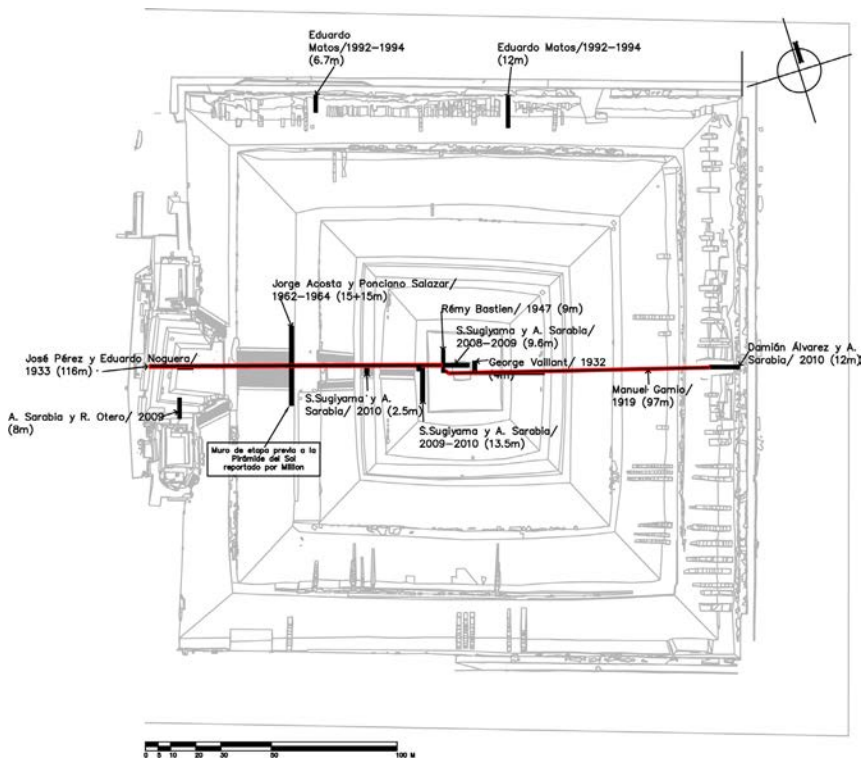 Eduardo
Matos/1992-1994
(6.7m)
Eduardo Matos/1992-1994
(12m)
Jorge Acosta y Ponciano Salazar/
1962-1964 (15+15m)
Rémy Bastien/ 1947 (9m)
S.Sugiyama y A. Sarabia/
2008-2009 (9.6m)
George Vaillant/ 1932
(4m)
Damián Álvarez y A.
Sarabia/ 2010 (12m)
José Pérez y Eduardo Noguera/
1933 (116m)
Manuel Gamio/
1919 (97m)
S.Sugiyama y A.
Sarabia/ 2010 (2.5m)
A. Sarabia y R. Otero/ 2009
(8m)
S.Sugiyama y A. Sarabia/
2009-2010 (13.5m)
Muro de etapa previo a la
Pirámide del Sol
reportado por Millon
0 5 10 20 30 50 100 M